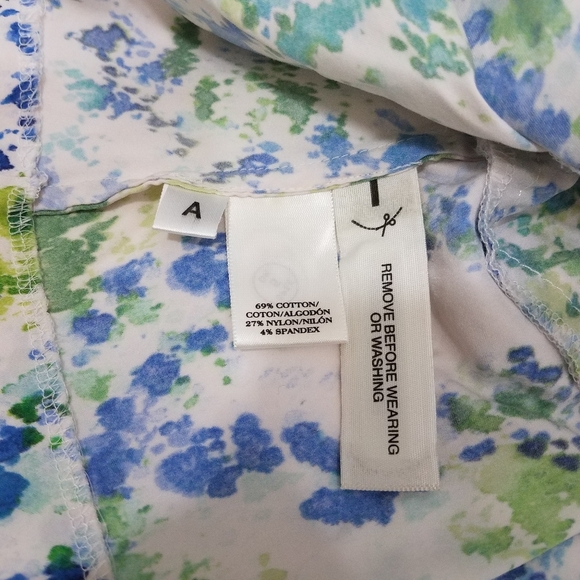 A
69% COTTON/
COTON/ALGODÓN
27% NYLON/NILÓN
4% SPANDEX
REMOVE BEFORE WEARING
OR WASHING